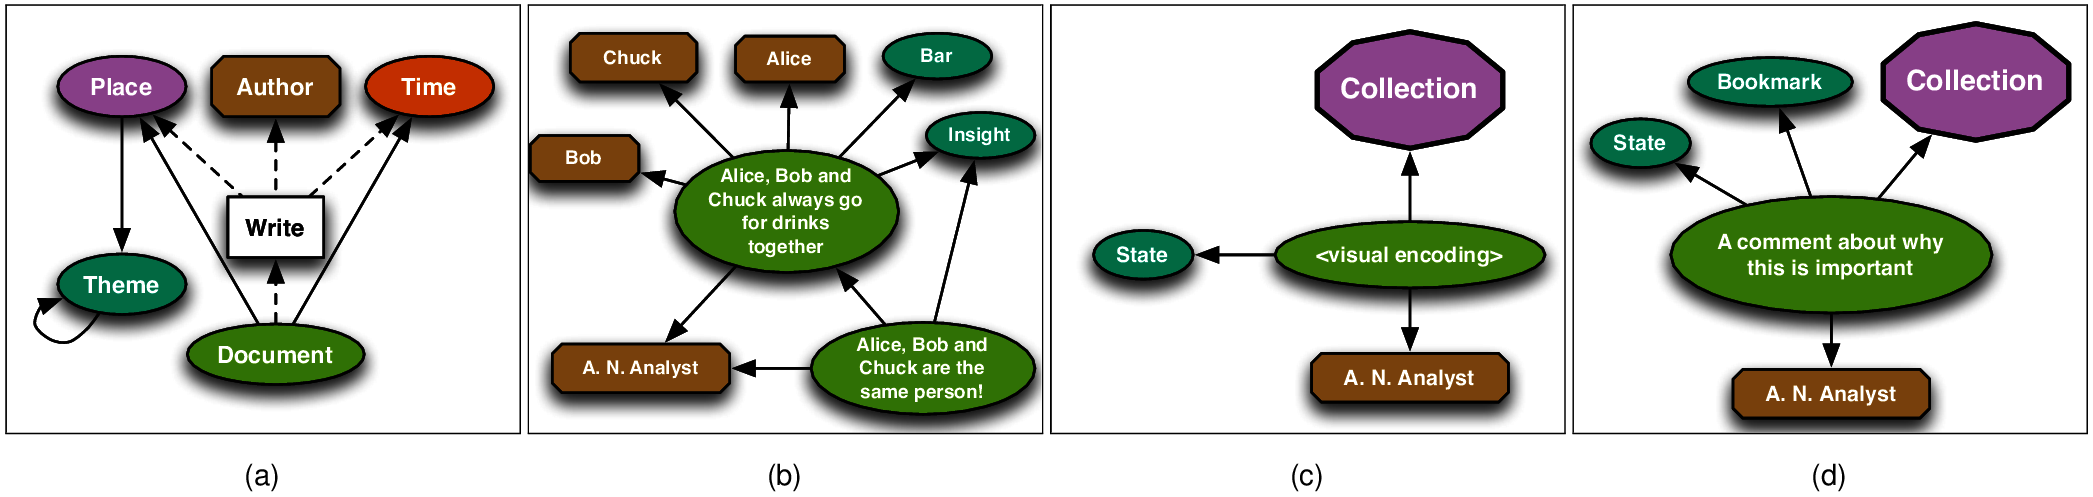 Place
Author
Time
Write
Theme
Document
(a)
Chuck
Alice
Bar
Insight
Bob
Alice, Bob and
Chuck always go
for drinks
together
A. N. Analyst
Alice, Bob and
Chuck are the
same person!
(b)
Collection
State
<visual encoding>
A. N. Analyst
(c)
Bookmark
Collection
State
A comment about why
this is important
A. N. Analyst
(d)